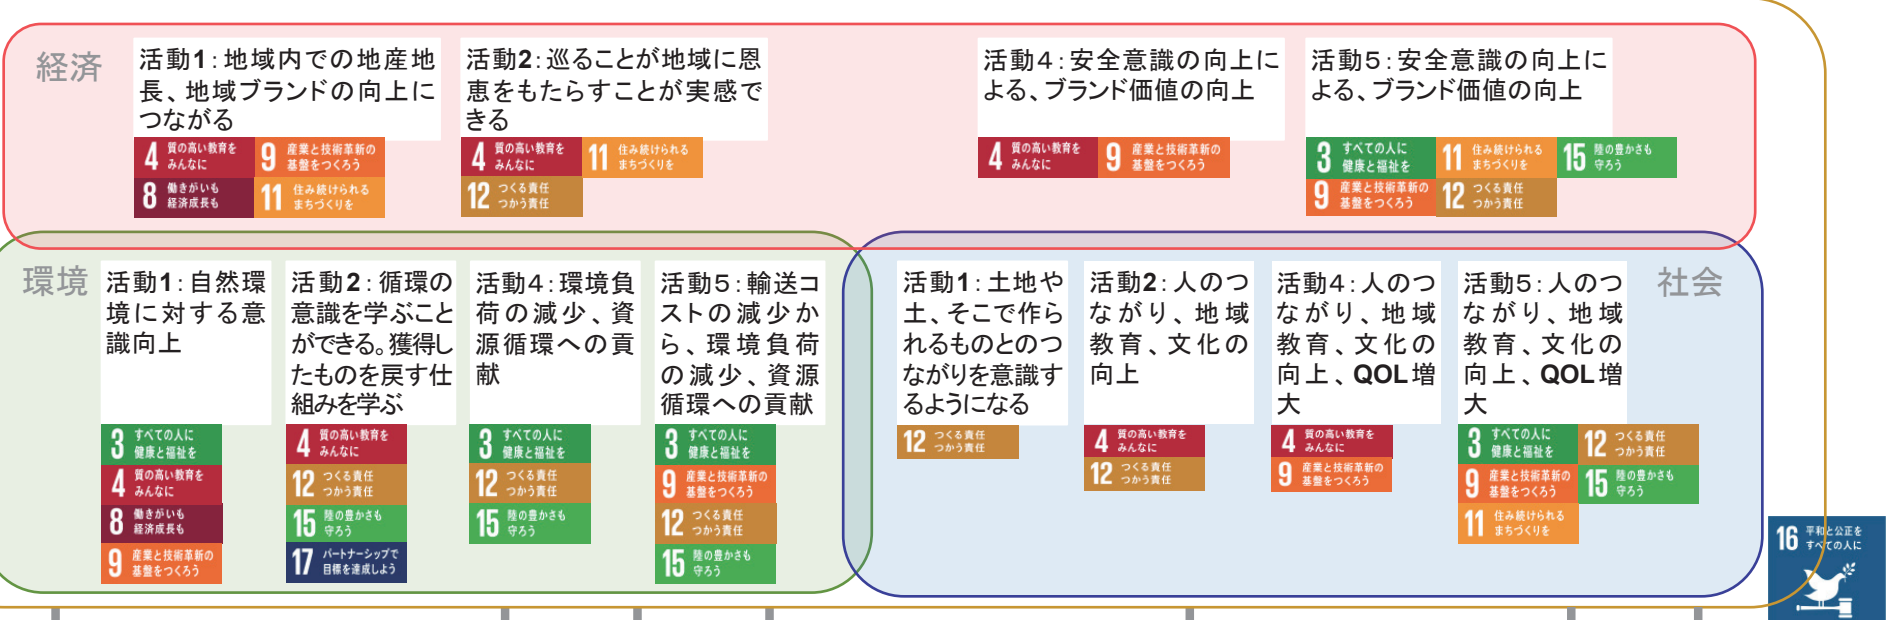 経済
活動1：地域内での地産地
長、地域ブランドの向上に
つながる
4 質の高い教育を
みんなに
9 産業と技術革新の
基盤をつくろう
8 働きがいも
経済成長も
11 住み続けられる
まちづくりを
活動2：巡ることが地域に恩
恵をもたらすことが実感で
きる
4 質の高い教育を
みんなに
11 住み続けられる
まちづくりを
12 つくる責任
つかう責任
活動4：安全意識の向上に
よる、ブランド価値の向上
4 質の高い教育を
みんなに
9 産業と技術革新の
基盤をつくろう
活動5：安全意識の向上に
よる、ブランド価値の向上
3 すべての人に
健康と福祉を
11 住み続けられる
まちづくりを
15 陸の豊かさも
守ろう
9 産業と技術革新の
基盤をつくろう
12 つくる責任
つかう責任
環境
活動1：自然環
境に対する意
識向上
3 すべての人に
健康と福祉を
4 質の高い教育を
みんなに
8 働きがいも
経済成長も
9 産業と技術革新の
基盤をつくろう
活動2：循環の
意識を学ぶこと
ができる。獲得し
たものを戻す仕
組みを学ぶ
4 質の高い教育を
みんなに
12 つくる責任
つかう責任
15 陸の豊かさも
守ろう
17 パートナーシップで
目標を達成しよう
活動4：環境負
荷の減少、資
源循環への貢
献
3 すべての人に
健康と福祉を
12 つくる責任
つかう責任
15 陸の豊かさも
守ろう
活動5：輸送コ
ストの減少か
ら、環境負荷
の減少、資源
循環への貢献
3 すべての人に
健康と福祉を
9 産業と技術革新の
基盤をつくろう
12 つくる責任
つかう責任
15 陸の豊かさも
守ろう
社会
活動1：土地や
土、そこで作ら
れるものとのつ
ながりを意識す
るようになる
12 つくる責任
つかう責任
活動2：人のつ
ながり、地域
教育、文化の
向上
4 質の高い教育を
みんなに
12 つくる責任
つかう責任
活動4：人のつ
ながり、地域
教育、文化の
向上、QOL増
大
4 質の高い教育を
みんなに
9 産業と技術革新の
基盤をつくろう
活動5：人のつ
ながり、地域
教育、文化の
向上、QOL増
大
3 すべての人に
健康と福祉を
12 つくる責任
つかう責任
9 産業と技術革新の
基盤をつくろう
15 陸の豊かさも
守ろう
11 住み続けられる
まちづくりを
16 平和と公正を
すべての人に